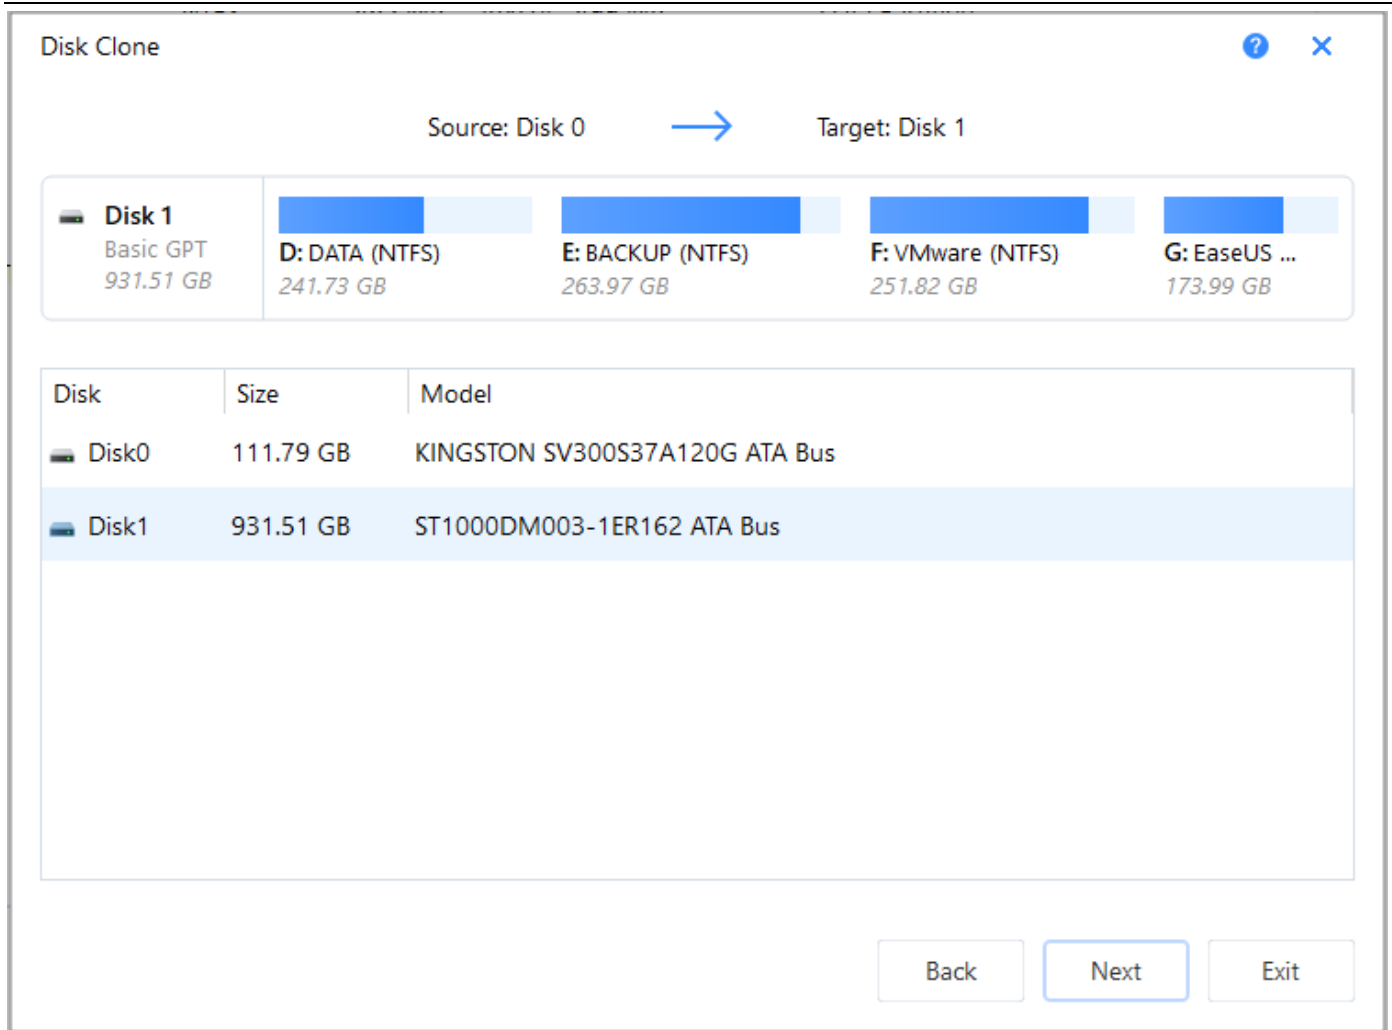 Disk Clone
Source: Disk 0 Target: Disk 1
Disk 1
Basic GPT
931.51 GB
D: DATA (NTFS)
241.73 GB
E: BACKUP (NTFS)
263.97 GB
F: VMware (NTFS)
251.82 GB
G: EaseUS ...
173.99 GB
Disk Size Model
Disk0 111.79 GB KINGSTON SV300S37A120G ATA Bus
Disk1 931.51 GB ST1000DM003-1ER162 ATA Bus
Back Next Exit